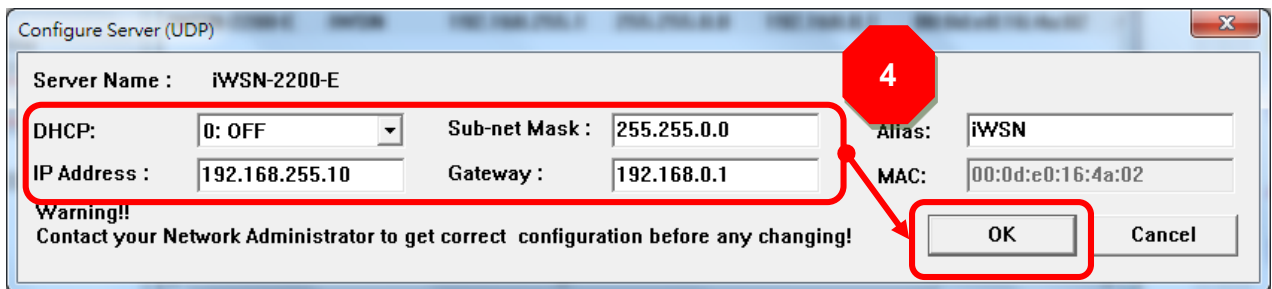 Configure Server (UDP)
Server Name : iWSN-2200-E
4
DHCP: 0: OFF Sub-net Mask : 255.255.0.0 Alias: iWSN
IP Address : 192.168.255.10 Gateway : 192.168.0.1 MAC: 00:0d:e0:16:4a:02
Warning!!
Contact your Network Administrator to get correct configuration before any changing!
OK Cancel